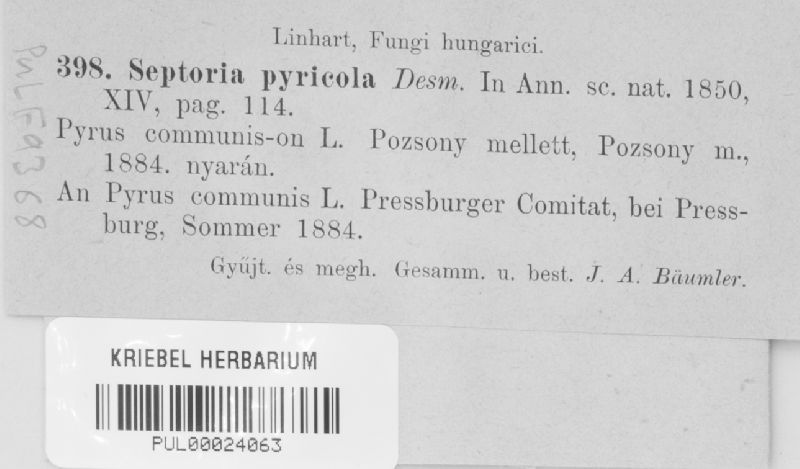 Linhart, Fungi hungarici.
398. Septoria pyricola Desm. In Ann. sc. nat. 1850,
XIV, pag. 114.
Pyrus communis-on L. Pozsony mellett, Pozsony m.,
1884. nyarán.
An Pyrus communis L. Pressburger Comitat, bei Press-
burg, Sommer 1884.
Gyűjt. és megh. Gesamm. u. best. J. A. Bäumler.
PULF9368
KRIEBEL HERBARIUM
PUL00024063